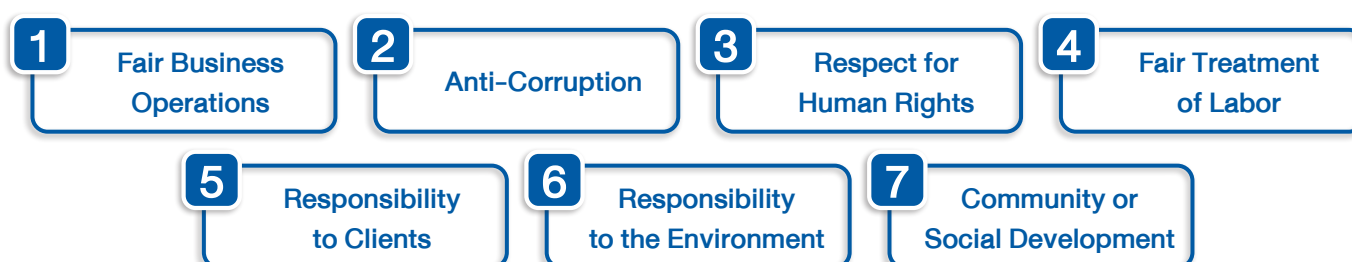 1
Fair Business
Operations
2
Anti-Corruption
3
Respect for
Human Rights
4
Fair Treatment
of Labor
5
Responsibility
to Clients
6
Responsibility
to the Environment
7
Community or
Social Development